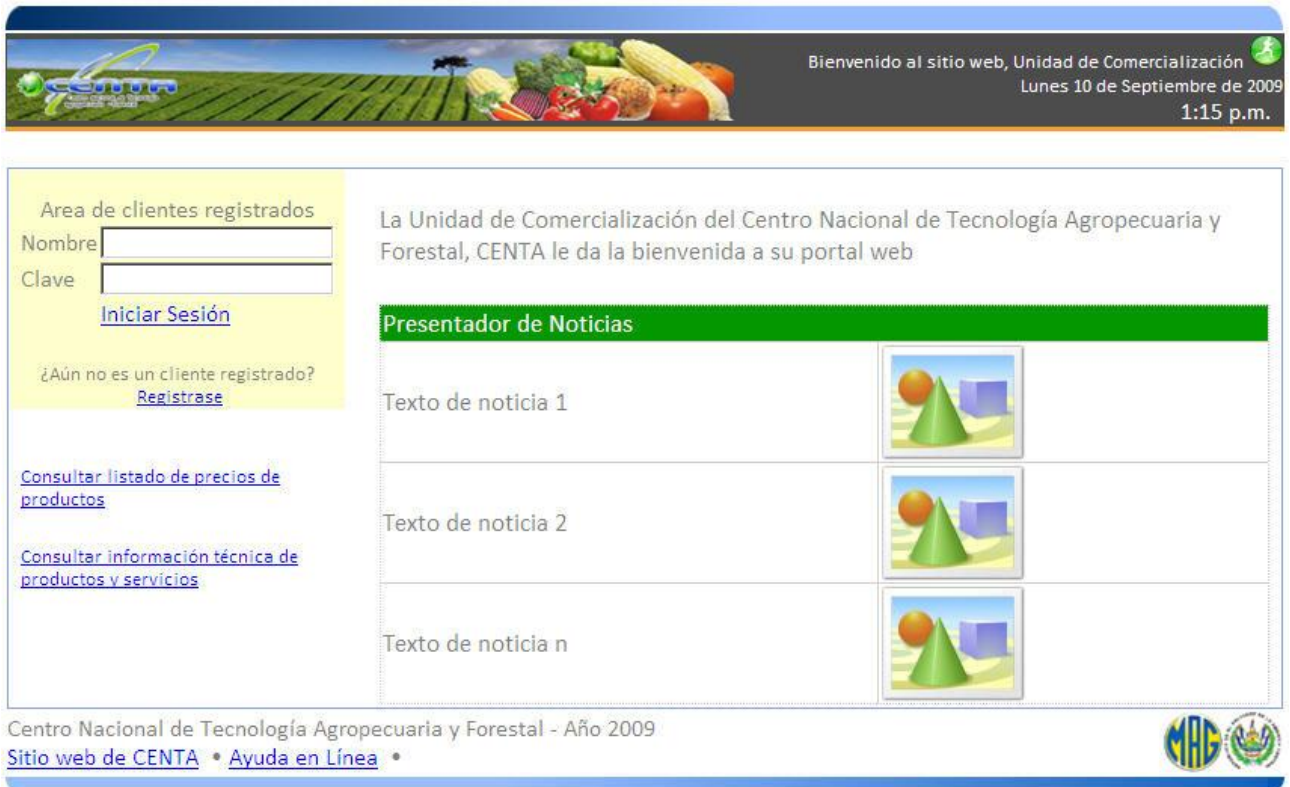 CENTA
Bienvenido al sitio web, Unidad de Comercialización
Lunes 10 de Septiembre de 2009
1:15 p.m.
Area de clientes registrados
Nombre
Clave
Iniciar Sesión
¿Aún no es un cliente registrado?
Registrase
Consultar listado de precios de
productos
Consultar información técnica de
productos y servicios
La Unidad de Comercialización del Centro Nacional de Tecnología Agropecuaria y
Forestal, CENTA le da la bienvenida a su portal web
Presentador de Noticias
Texto de noticia 1
Texto de noticia 2
Texto de noticia n
Centro Nacional de Tecnología Agropecuaria y Forestal - Año 2009
Sitio web de CENTA • Ayuda en Línea •
MAG